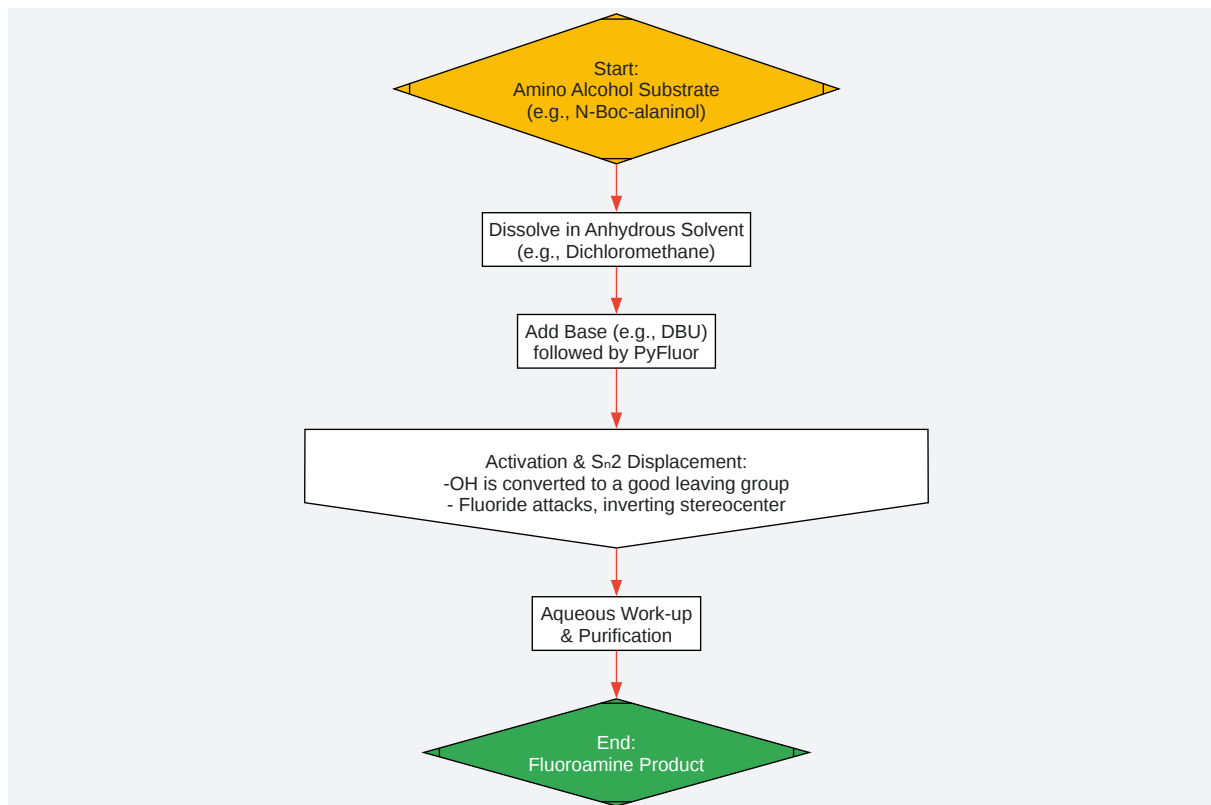 Start:
Amino Alcohol Substrate
(e.g., N-Boc-alaninol)
Dissolve in Anhydrous Solvent
(e.g., Dichloromethane)
Add Base (e.g., DBU)
followed by PyFluor
Activation & Sₙ2 Displacement:
-OH is converted to a good leaving group
- Fluoride attacks, inverting stereocenter
Aqueous Work-up
& Purification
End:
Fluoroamine Product